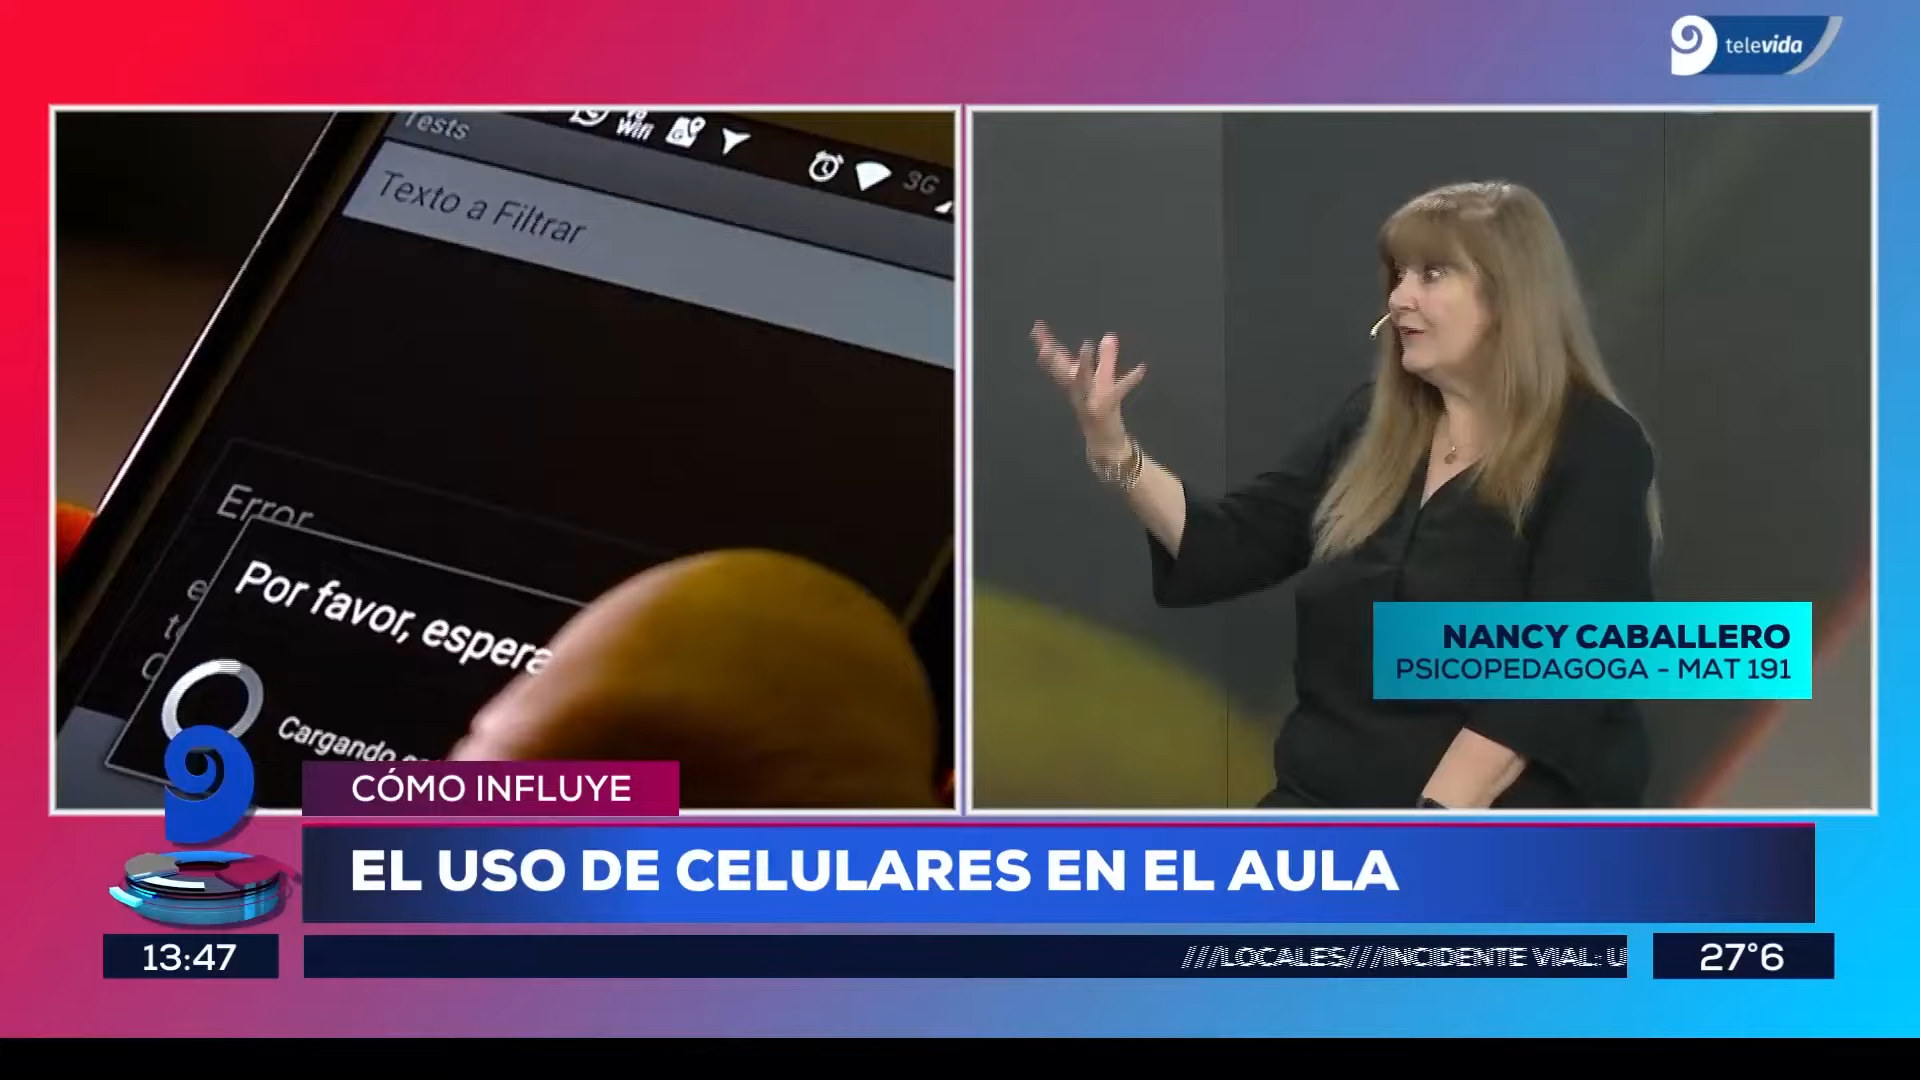 televida
Tests
Wifi
3G
Texto a Filtrar
Error
Por favor, espera
Cargando
NANCY CABALLERO
PSICOPEDAGOGA - MAT 191
CÓMO INFLUYE
EL USO DE CELULARES EN EL AULA
13:47
///LOCALES///INCIDENTE VIAL: U
27°6